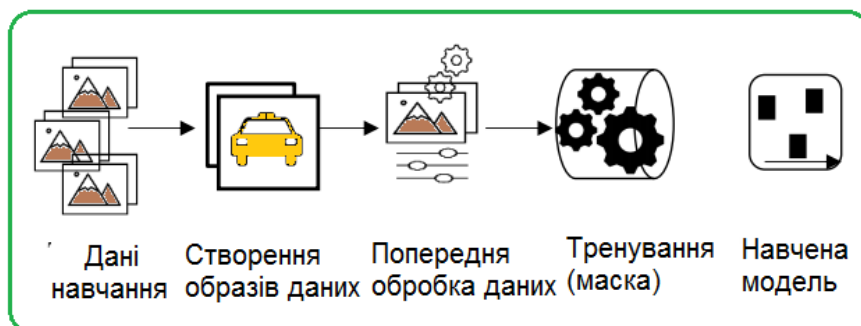 Дані
навчання
Створення
образів даних
Попередня
обробка даних
Тренування
(маска)
Навчена
модель